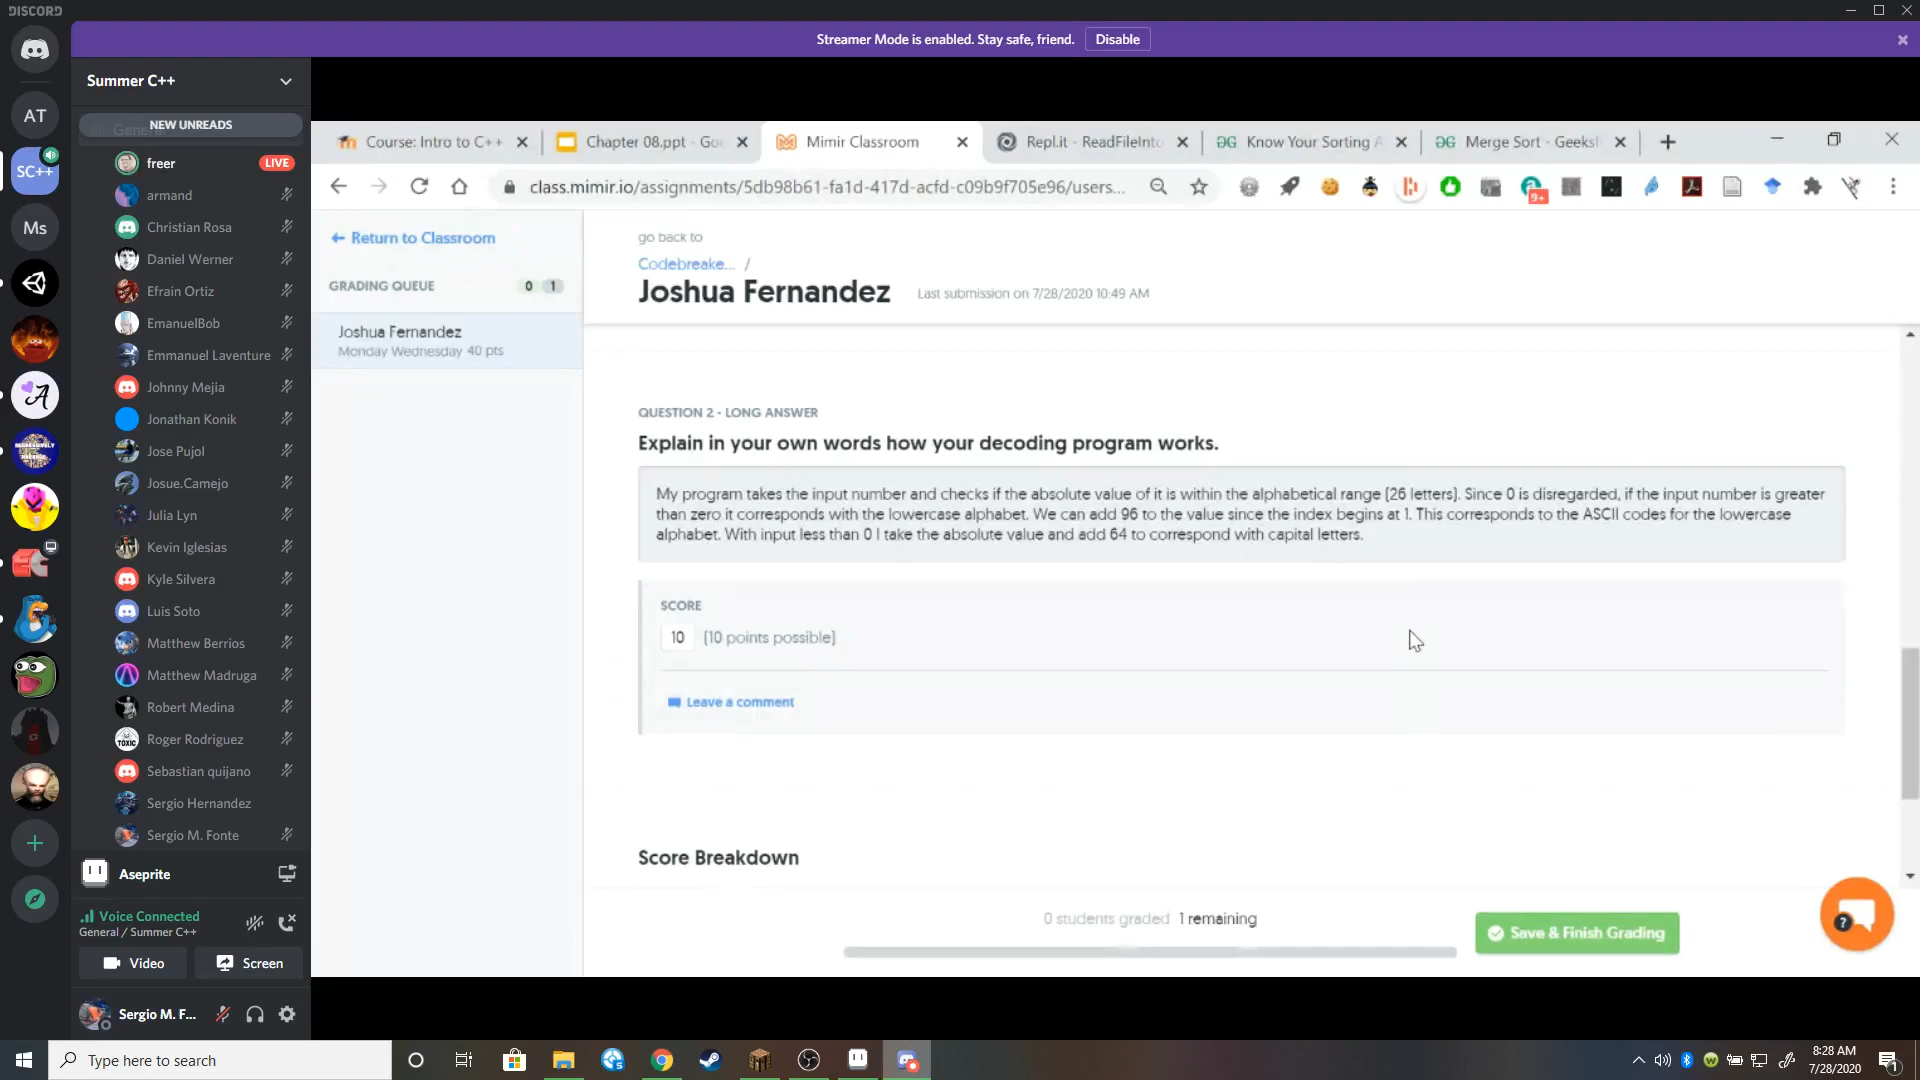 DISCORD
Streamer Mode is enabled. Stay safe, friend. Disable
Summer C++
NEW UNREADS
AT
SC++
Ms
freer LIVE
armand
Christian Rosa
Daniel Werner
Efrain Ortiz
EmanuelBob
Emmanuel Laventure
Johnny Mejia
Jonathan Konik
Jose Pujol
Josue.Camejo
Julia Lyn
Kevin Iglesias
Kyle Silvera
Luis Soto
Matthew Berrios
Matthew Madruga
Robert Medina
Roger Rodriguez
Sebastian quijano
Sergio Hernandez
Sergio M. Fonte
TOXIC
Aseprite
Voice Connected
General / Summer C++
Video Screen
Sergio M. F...
Course: Intro to C++ Chapter 08.ppt - Goo Mimir Classroom Repl.it - ReadFileInto Know Your Sorting A Merge Sort - Geeks
class.mimir.io/assignments/5db98b61-fa1d-417d-acfd-c09b9f705e96/users...
9+
Return to Classroom
GRADING QUEUE 0 1
Joshua Fernandez
Monday Wednesday 40 pts
go back to
Codebreake... /
Joshua Fernandez Last submission on 7/28/2020 10:49 AM
QUESTION 2 - LONG ANSWER
Explain in your own words how your decoding program works.
My program takes the input number and checks if the absolute value of it is within the alphabetical range (26 letters). Since 0 is disregarded, if the input number is greater
than zero it corresponds with the lowercase alphabet. We can add 96 to the value since the index begins at 1. This corresponds to the ASCII codes for the lowercase
alphabet. With input less than 0 I take the absolute value and add 64 to correspond with capital letters.
SCORE
10 (10 points possible)
Leave a comment
Score Breakdown
0 students graded 1 remaining
Save & Finish Grading
Type here to search
8:28 AM
7/28/2020
1